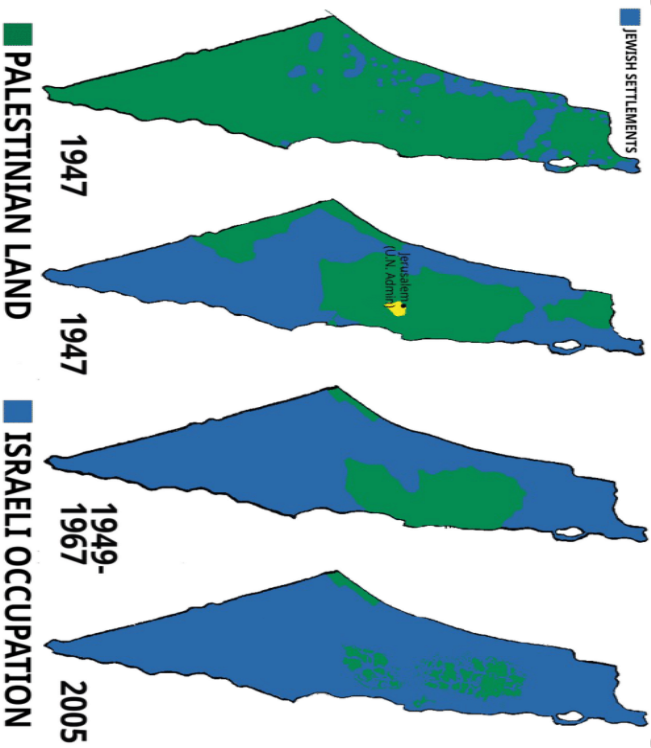 JEWISH SETTLEMENTS
1947
Jerusalem
(U.N. Admin)
1947
1949-
1967
2005
PALESTINIAN LAND
ISRAELI OCCUPATION